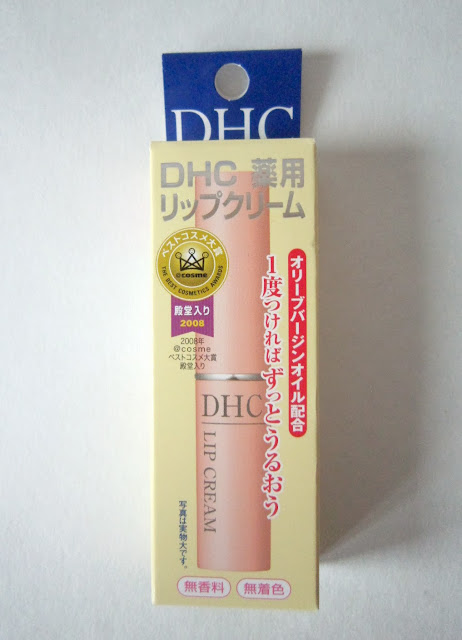 DHC
DHC 薬用
リップクリーム
ベストコスメ大賞
@cosme
THE BEST COSMETICS AWARDS
殿堂入り
2008
2008年
@cosme
ベストコスメ大賞
殿堂入り
オリーブバージンオイル配合
1度つければずっとうるおう
DHC
LIP CREAM
写真は実物大です。
無香料
無着色